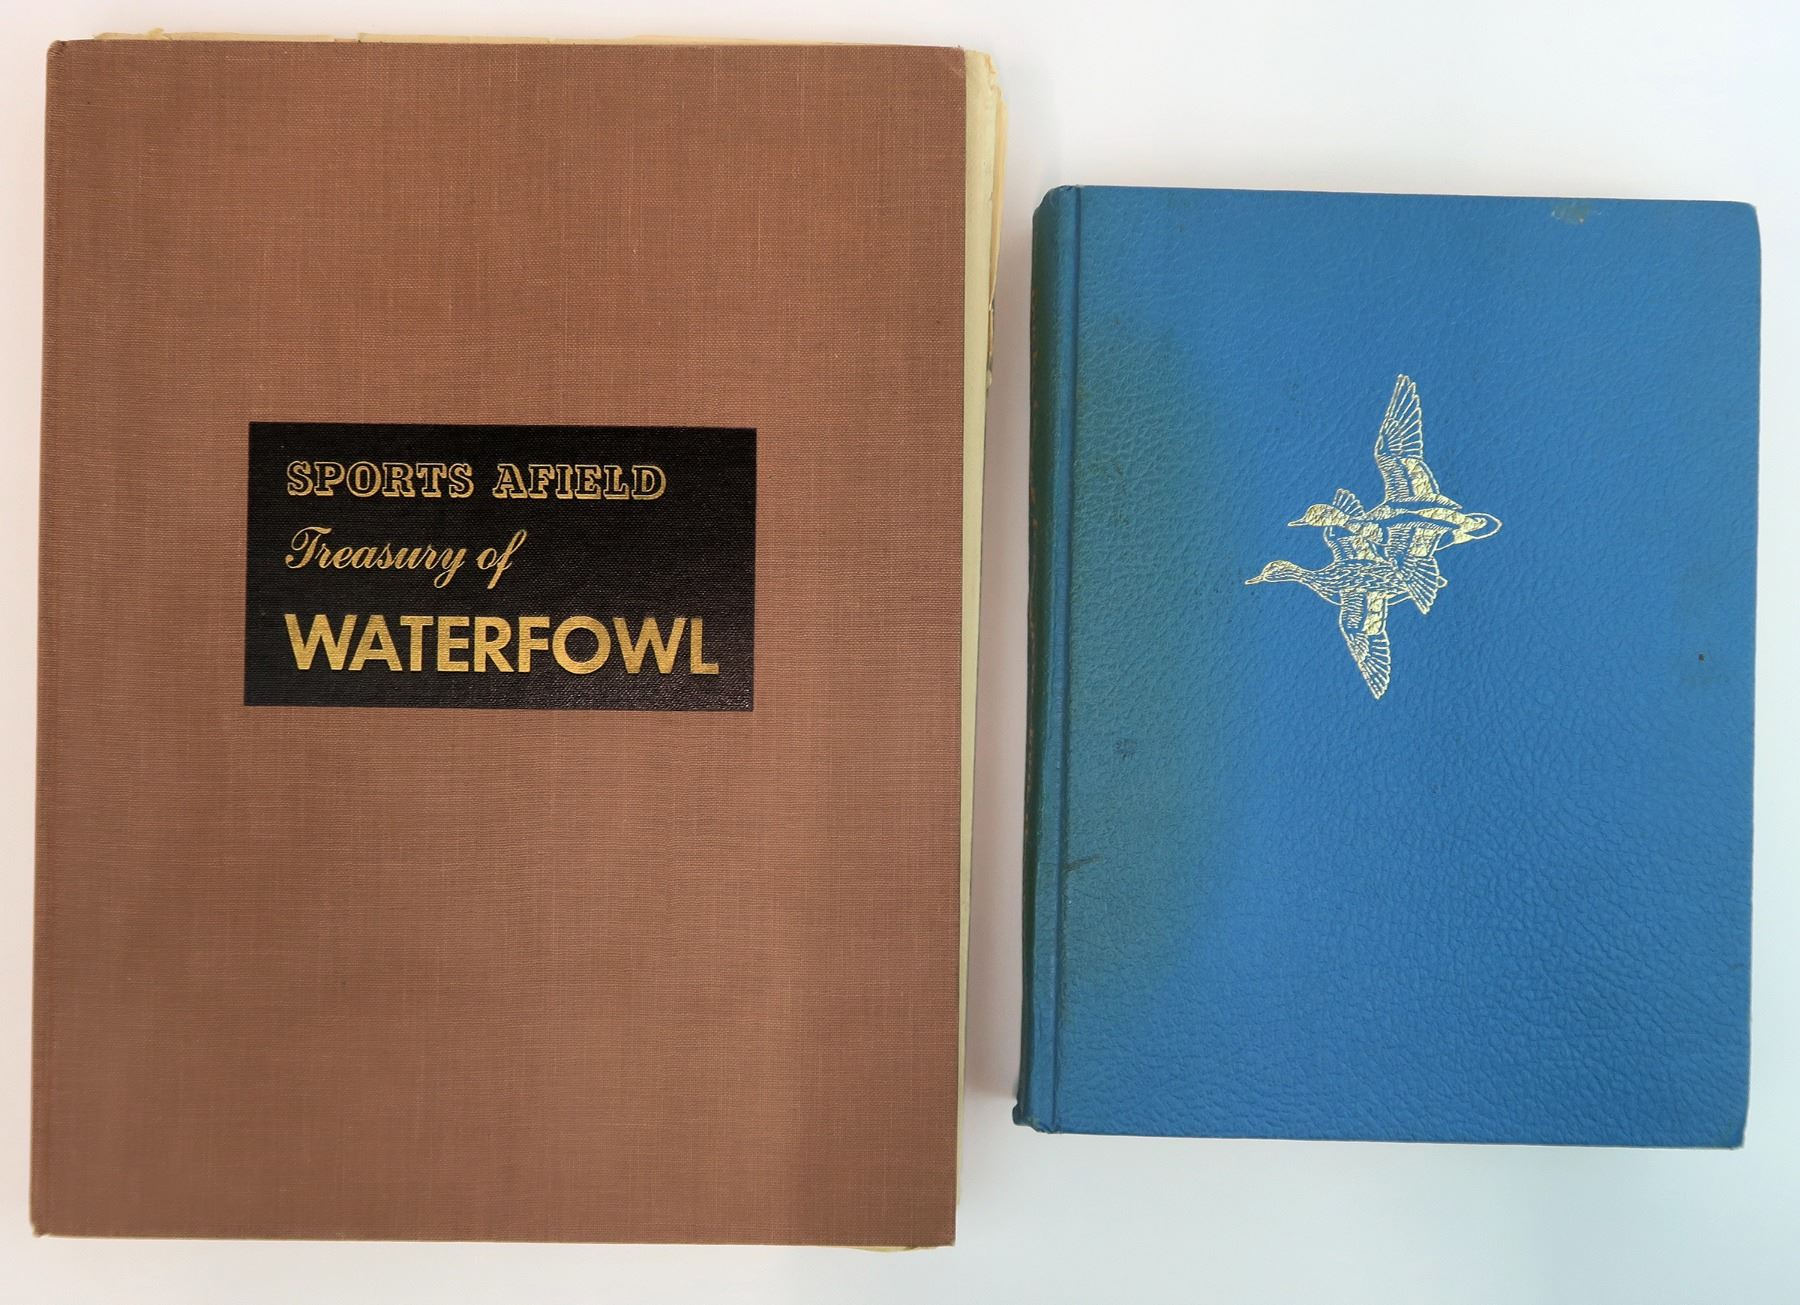 SPORTS AFIELD
Treasury of
WATERFOWL